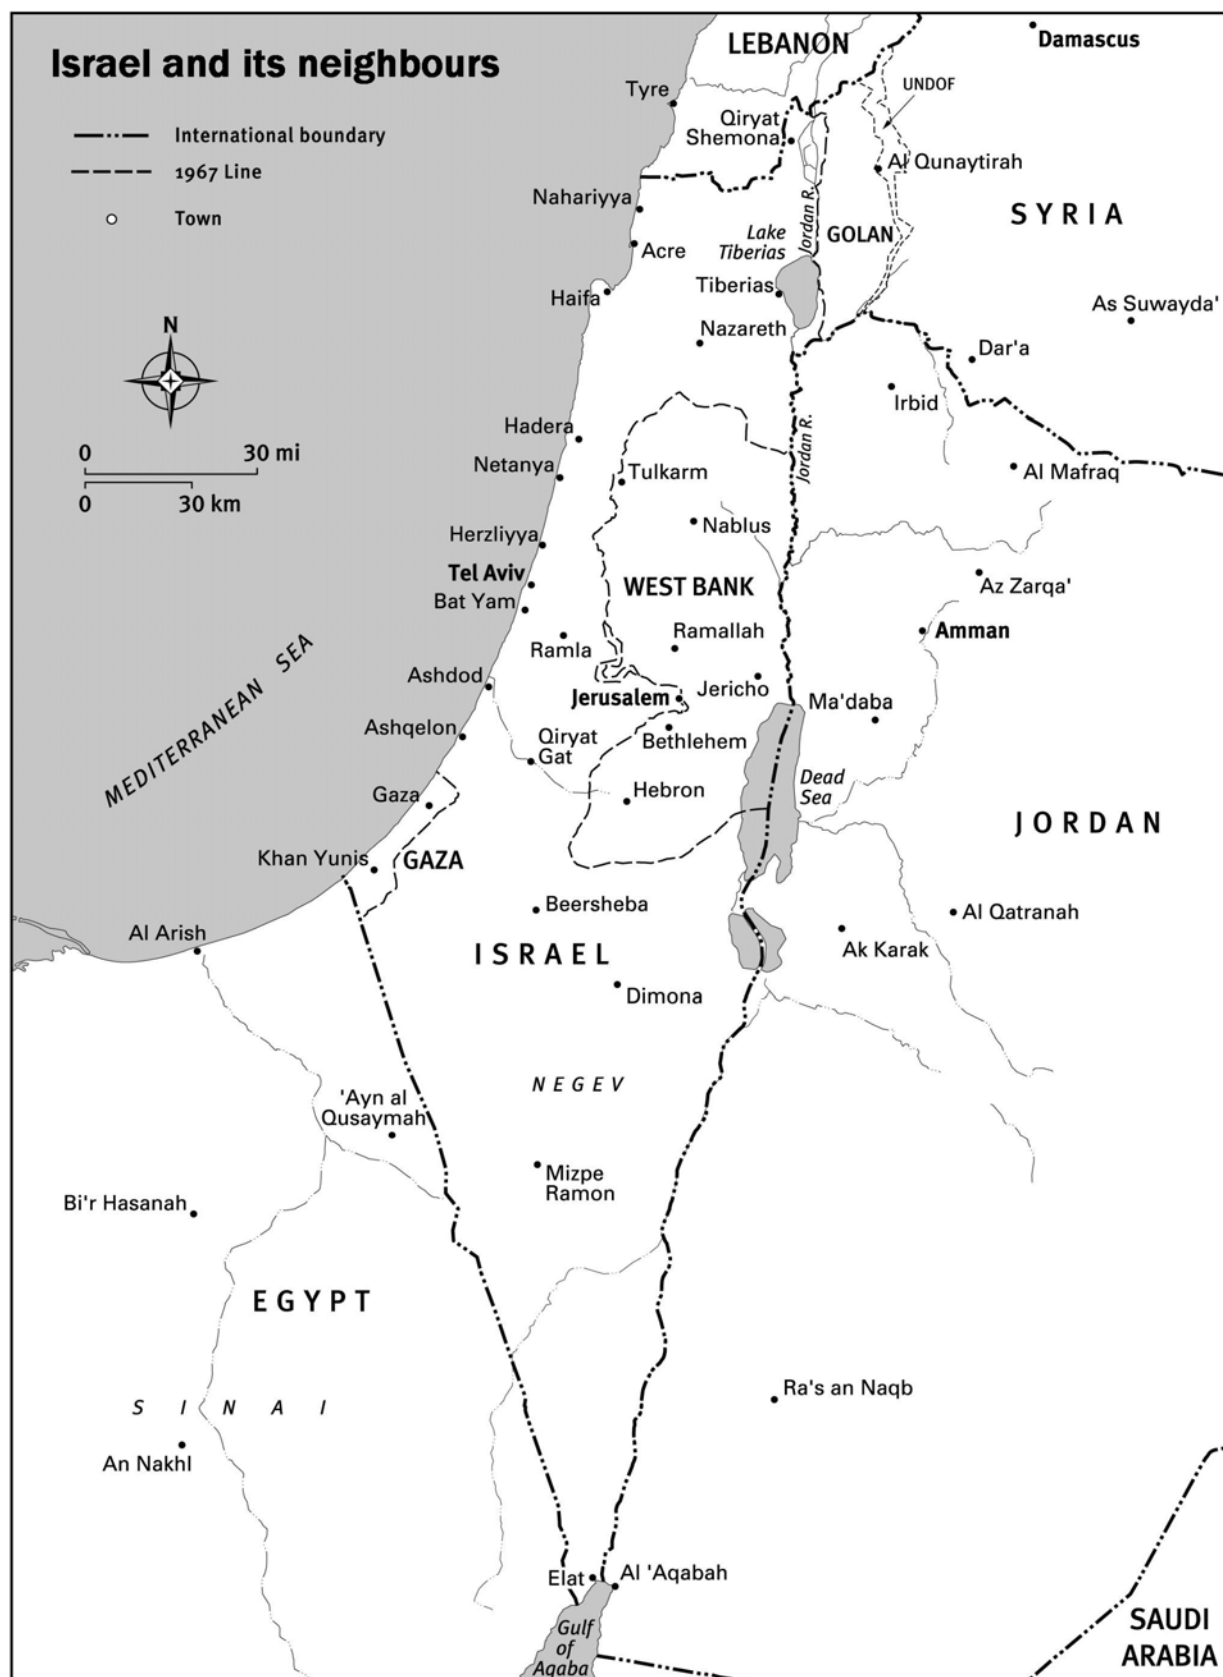 Israel and its neighbours
International boundary
1967 Line
Town
N
0 30 mi
0 30 km
LEBANON
Damascus
UNDOF
Tyre
Qiryat
Shemona
Al Qunaytirah
SYRIA
Nahariyya
Jordan R.
Lake
Tiberias
GOLAN
Acre
Tiberias
Haifa
As Suwayda'
Nazareth
Dar'a
Irbid
Hadera
Jordan R.
Netanya
Tulkarm
Al Mafraq
Nablus
Herzliyya
Tel Aviv
WEST BANK
Az Zarqa'
Bat Yam
Ramallah
Amman
Ramla
MEDITERRANEAN SEA
Ashdod
Jericho
Jerusalem
Ma'daba
Ashqelon
Qiryat
Gat
Bethlehem
Dead
Sea
Hebron
Gaza
JORDAN
Khan Yunis
GAZA
Beersheba
Al Qatranah
Al Arish
ISRAEL
Ak Karak
Dimona
NEGEV
'Ayn al
Qusaymah
Mizpe
Ramon
Bi'r Hasanah
EGYPT
Ra's an Naqb
SINAI
An Nakhl
Elat
Al 'Aqabah
Gulf
of
Aqaba
SAUDI
ARABIA